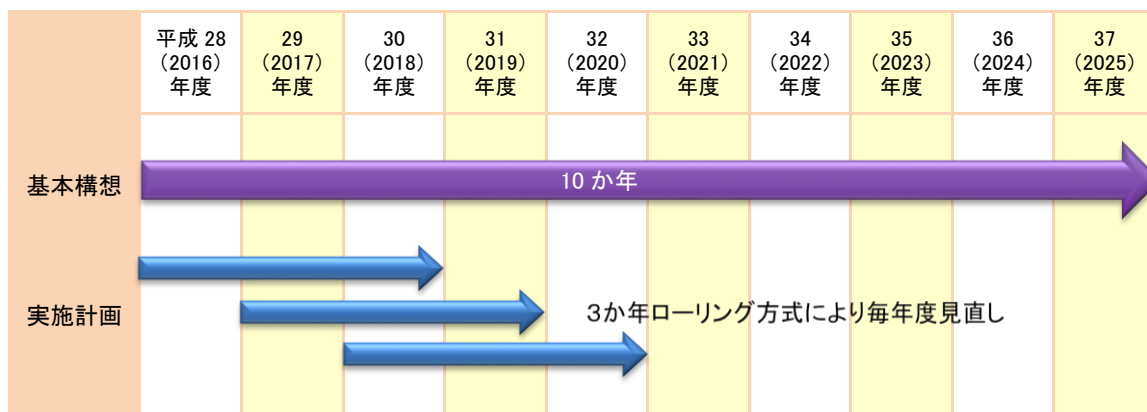 平成 28
（2016）
年度
29
（2017）
年度
30
（2018）
年度
31
（2019）
年度
32
（2020）
年度
33
（2021）
年度
34
（2022）
年度
35
（2023）
年度
36
（2024）
年度
37
（2025）
年度
基本構想
10 か年
実施計画
３か年ローリング方式により毎年度見直し